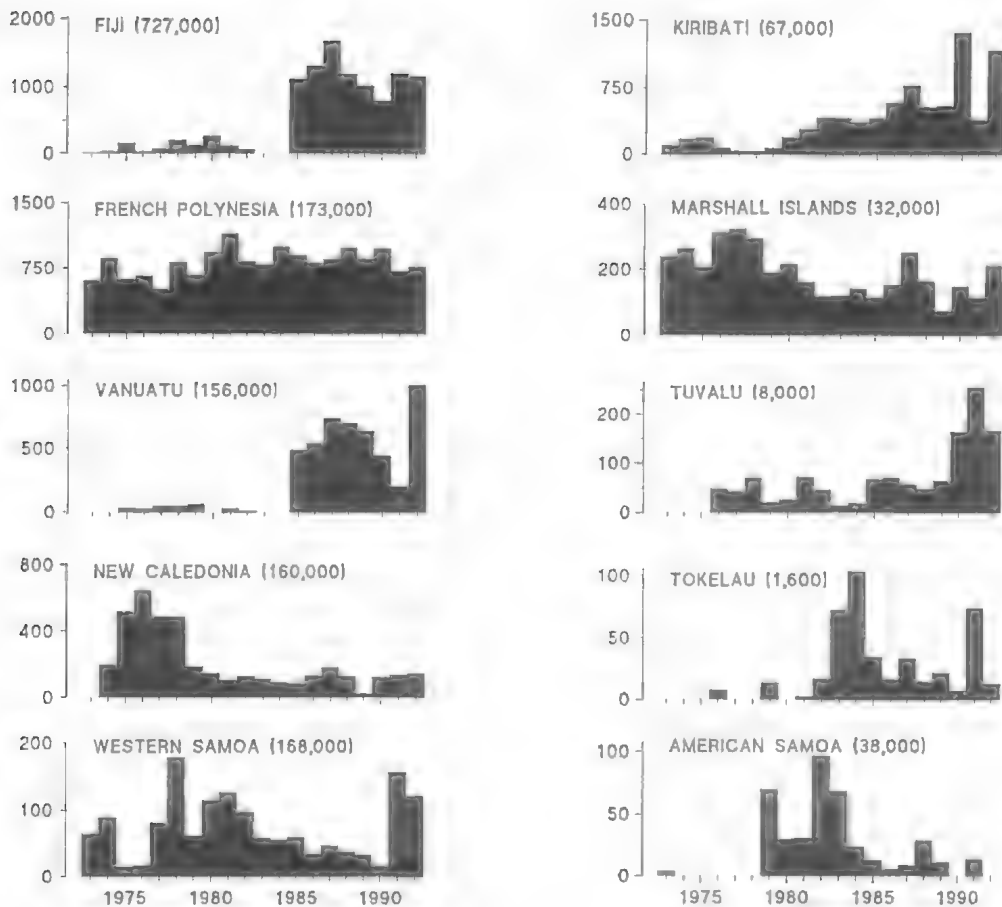 2000
FIJI (727,000)
1000
0
1500
FRENCH POLYNESIA (173,000)
750
0
1000
VANUATU (156,000)
500
0
800
NEW CALEDONIA (160,000)
400
0
200
WESTERN SAMOA (168,000)
100
0
1975 1980 1985 1990
1500
KIRIBATI (67,000)
750
0
400
MARSHALL ISLANDS (32,000)
200
0
TUVALU (8,000)
200
100
0
100
TOKELAU (1,600)
50
0
100
AMERICAN SAMOA (38,000)
50
0
1975 1980 1985 1990